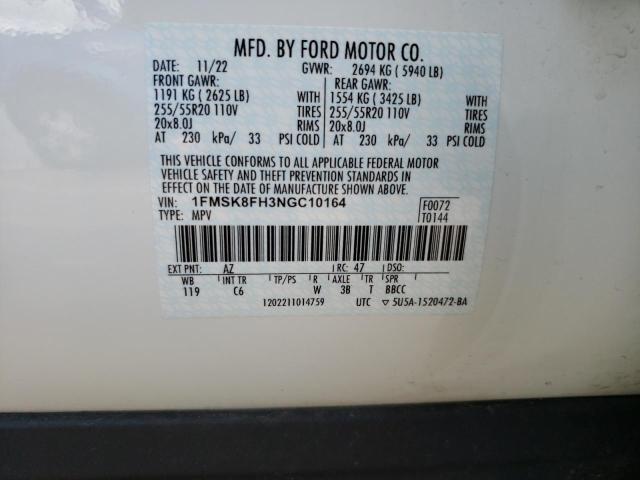 MFD. BY FORD MOTOR CO.
DATE: 11/22 GVWR: 2694 KG ( 5940 LB)
FRONT GAWR: REAR GAWR:
1191 KG ( 2625 LB) WITH 1554 KG ( 3425 LB) WITH
255/55R20 110V TIRES 255/55R20 110V TIRES
20x8.0J RIMS 20x8.0J RIMS
AT 230 kPa/ 33 PSI COLD AT 230 kPa/ 33 PSI COLD
THIS VEHICLE CONFORMS TO ALL APPLICABLE FEDERAL MOTOR
VEHICLE SAFETY AND THEFT PREVENTION STANDARDS IN
EFFECT ON THE DATE OF MANUFACTURE SHOWN ABOVE.
VIN: 1FMSK8FH3NGC10164 F0072
TYPE: MPV T0144
EXT PNT: AZ RC: 47 DSO:
WB INT TR TP/PS R AXLE TR SPR
119 C6 W 3B T BBCC
1202211014759 UTC ▽ 5U5A-1520472-BA